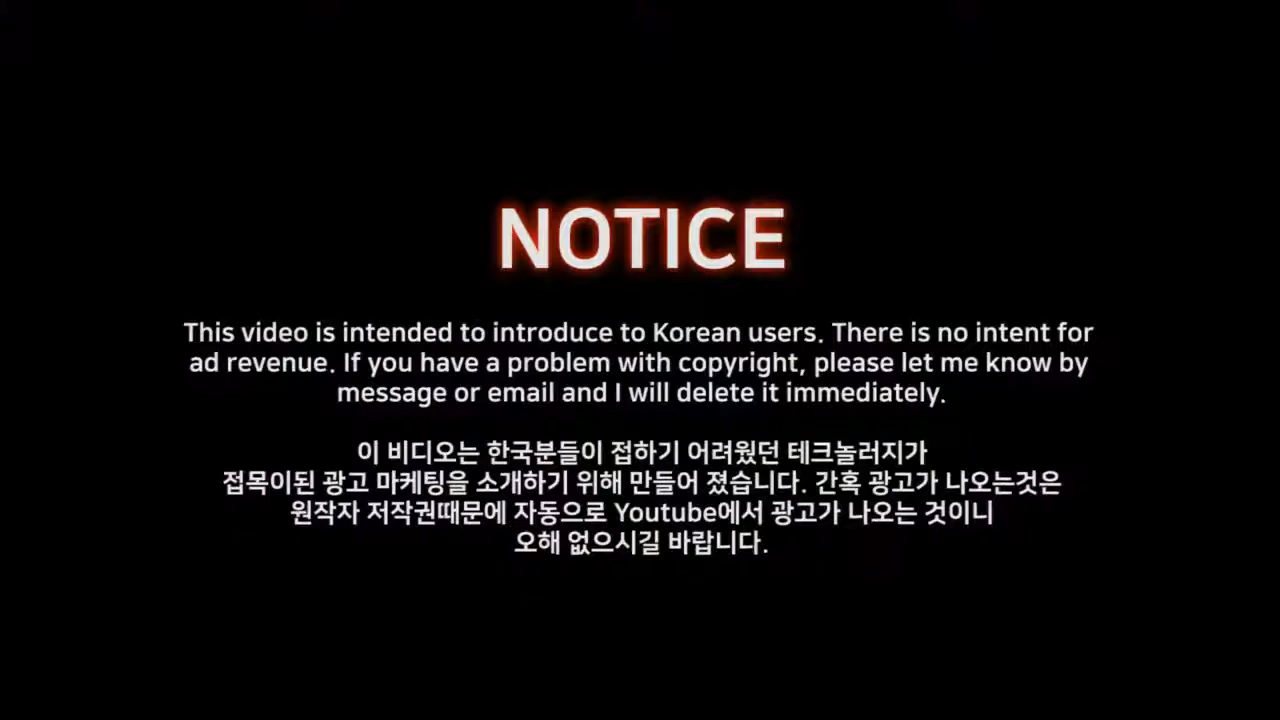 NOTICE
This video is intended to introduce to Korean users. There is no intent for
ad revenue. If you have a problem with copyright, please let me know by
message or email and I will delete it immediately.
이 비디오는 한국분들이 접하기 어려웠던 테크놀러지가
접목이된 광고 마케팅을 소개하기 위해 만들어 졌습니다. 간혹 광고가 나오는것은
원작자 저작권때문에 자동으로 Youtube에서 광고가 나오는 것이니
오해 없으시길 바랍니다.